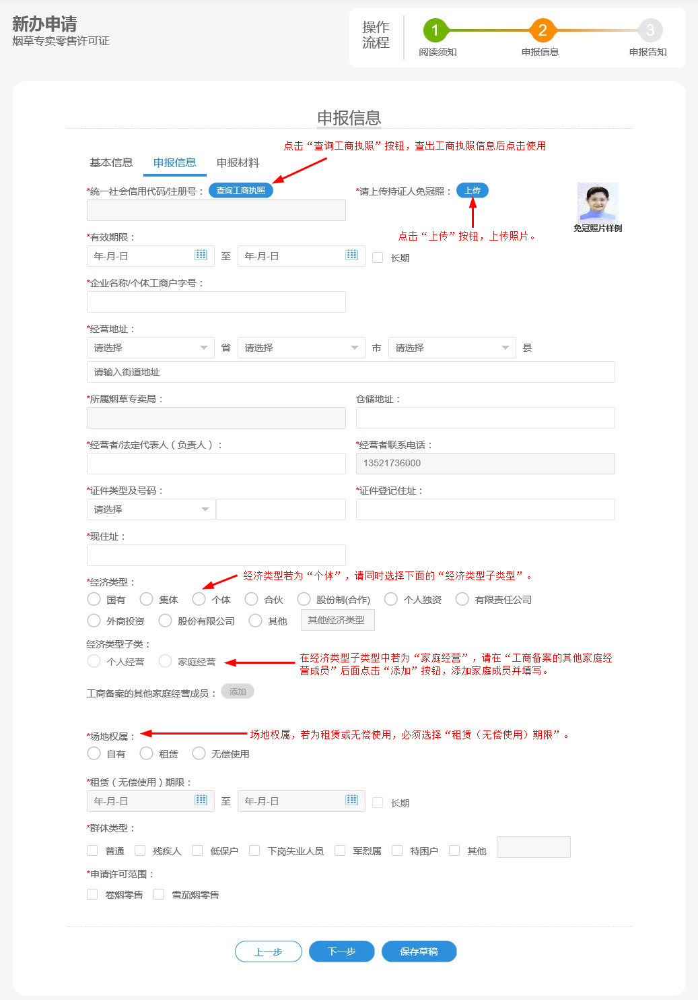 新办申请
烟草专卖零售许可证
操作
流程
1
阅读须知
2
申报信息
3
申报告知
申报信息
点击“查询工商执照”按钮，查出工商执照信息后点击使用
基本信息 申报信息 申报材料
*统一社会信用代码/注册号： 查询工商执照 *请上传持证人免冠照： 上传
免冠照片样例
点击“上传”按钮，上传照片。
*有效期限：
年-月-日 至 年-月-日 长期
*企业名称/个体工商户字号：
*经营地址：
请选择 省 请选择 市 请选择 县
请输入街道地址
*所属烟草专卖局： 仓储地址：
*经营者/法定代表人（负责人）： *经营者联系电话：
13521736000
*证件类型及号码： *证件登记住址：
请选择
*现住址：
经济类型若为“个体”，请同时选择下面的“经济类型子类型”。
*经济类型：
国有 集体 个体 合伙 股份制(合作) 个人独资 有限责任公司
外商投资 股份有限公司 其他 其他经济类型
经济类型子类：
个人经营 家庭经营
在经济类型子类型中若为“家庭经营”，请在“工商备案的其他家庭经
营成员”后面点击“添加”按钮，添加家庭成员并填写。
工商备案的其他家庭经营成员： 添加
*场地权属：
场地权属，若为租赁或无偿使用，必须选择“租赁（无偿使用）期限”。
自有 租赁 无偿使用
*租赁（无偿使用）期限：
年-月-日 至 年-月-日 长期
*群体类型：
普通 残疾人 低保户 下岗失业人员 军烈属 特困户 其他
*申请许可范围：
卷烟零售 雪茄烟零售
上一步 下一步 保存草稿